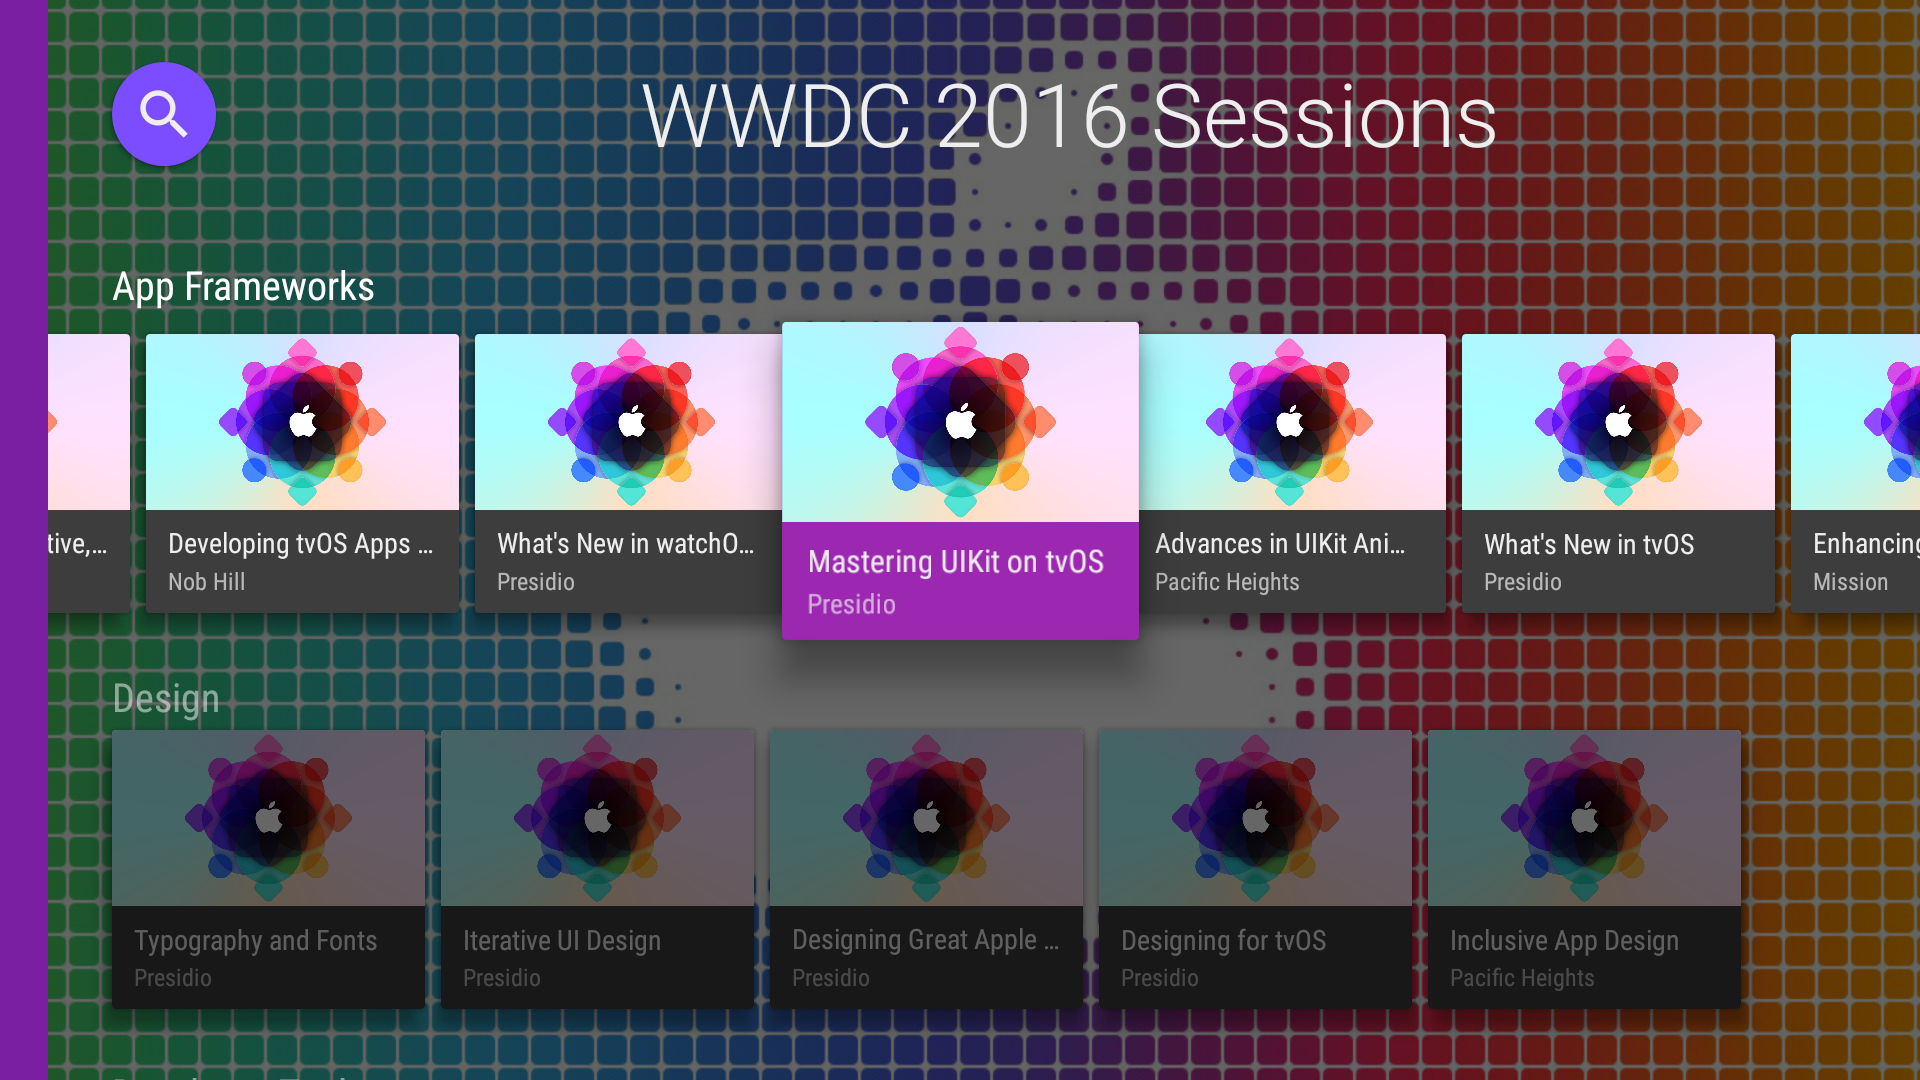 WWDC 2016 Sessions
App Frameworks
tive,...
Developing tvOS Apps ...
Nob Hill
What's New in watchO...
Presidio
Mastering UIKit on tvOS
Presidio
Advances in UIKit Ani...
Pacific Heights
What's New in tvOS
Presidio
Enhancing
Mission
Design
Typography and Fonts
Presidio
Iterative UI Design
Presidio
Designing Great Apple ...
Presidio
Designing for tvOS
Presidio
Inclusive App Design
Pacific Heights